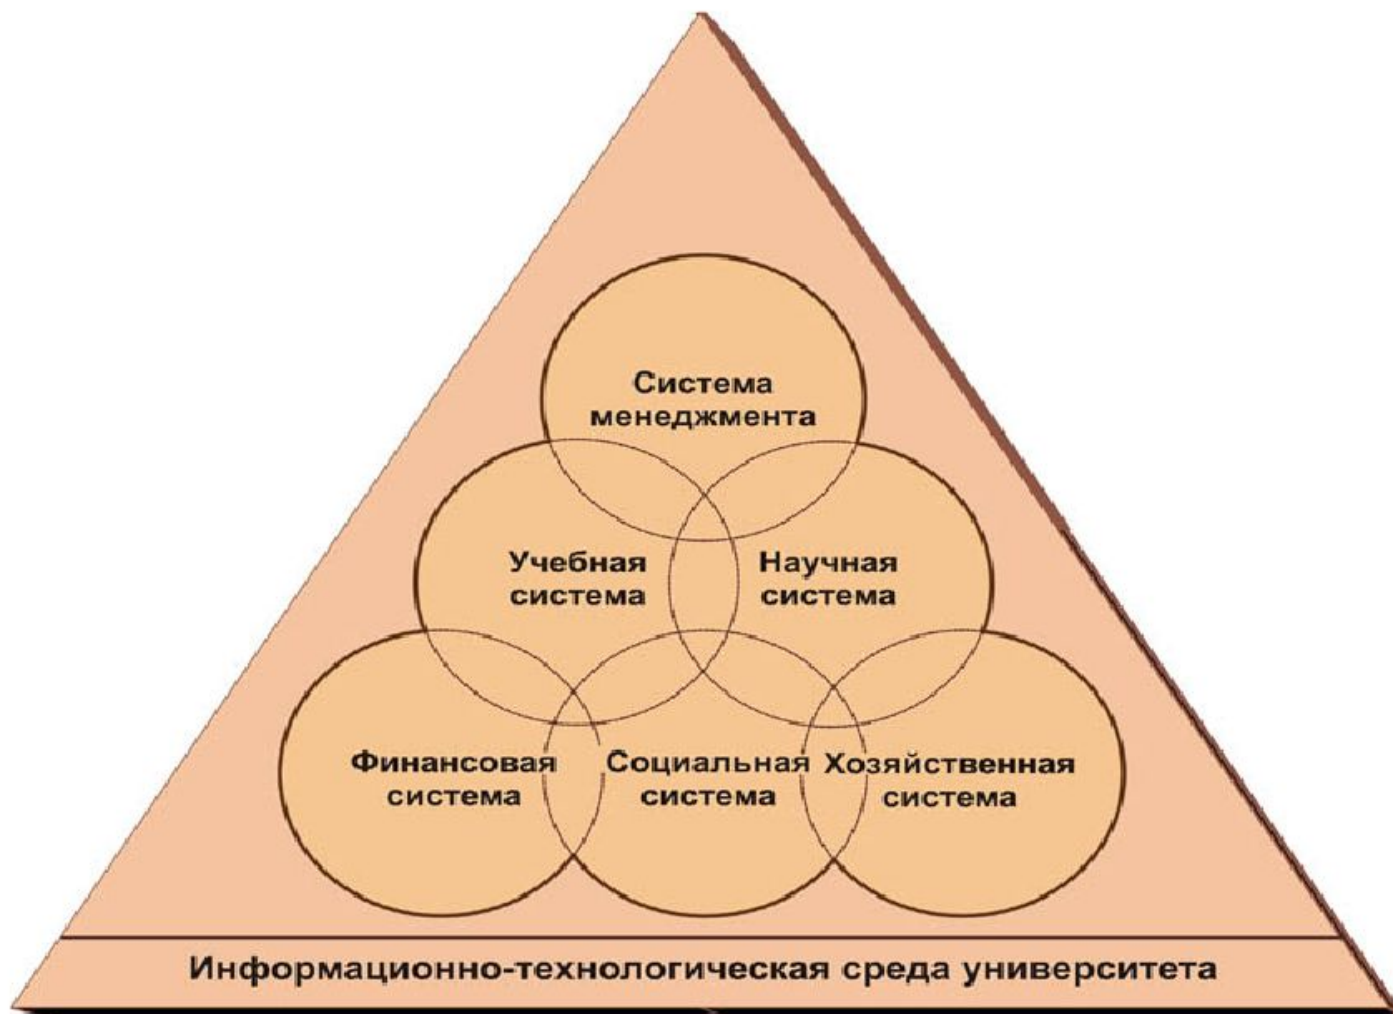 Система
менеджмента
Учебная
система
Научная
система
Финансовая
система
Социальная
система
Хозяйственная
система
Информационно-технологическая среда университета